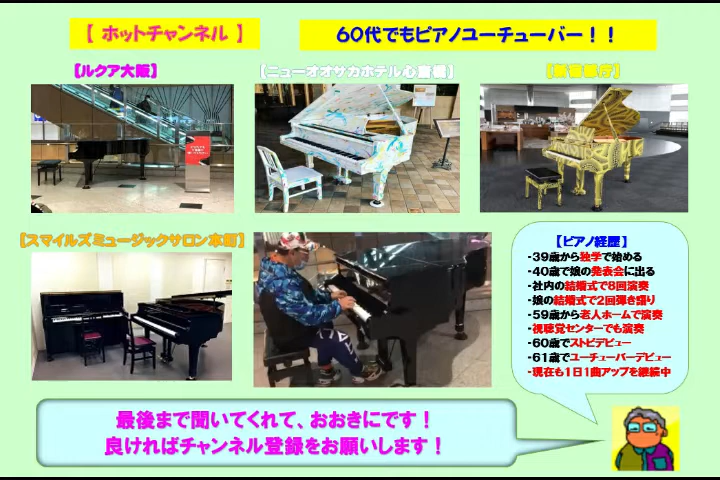 【 ホットチャンネル 】
60代でもピアノユーチューバー！！
【ルクア大阪】
【ニューオオサカホテル心斎橋】
【新宿都庁】
【スマイルズミュージックサロン本町】
【ピアノ経歴】
・39歳から独学で始める
・40歳で娘の発表会に出る
・社内の結婚式で8回演奏
・娘の結婚式で2回弾き語り
・59歳から老人ホームで演奏
・視聴覚センターでも演奏
・60歳でストピデビュー
・61歳でユーチューバーデビュー
・現在も1日1曲アップを継続中
最後まで聞いてくれて、おおきにです！
良ければチャンネル登録をお願いします！